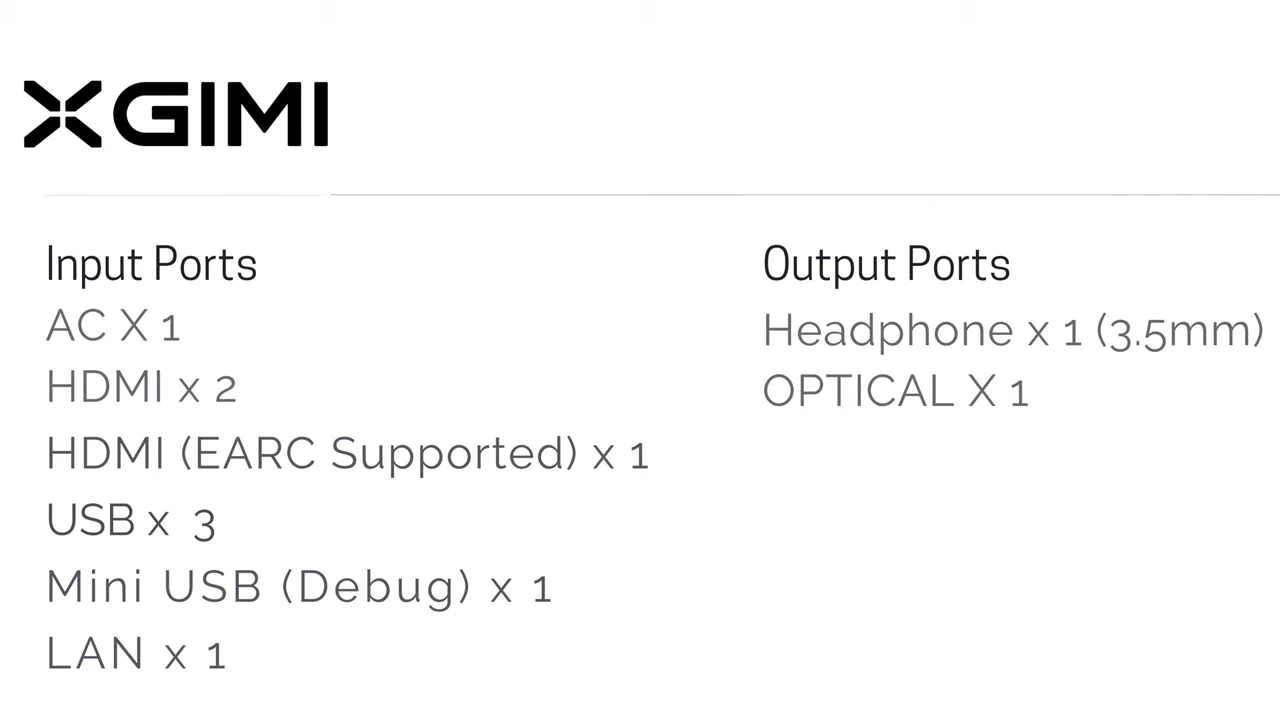 XGIMI
Input Ports
AC X 1
HDMI x 2
HDMI (EARC Supported) x 1
USB x 3
Mini USB (Debug) x 1
LAN x 1
Output Ports
Headphone x 1 (3.5mm)
OPTICAL X 1